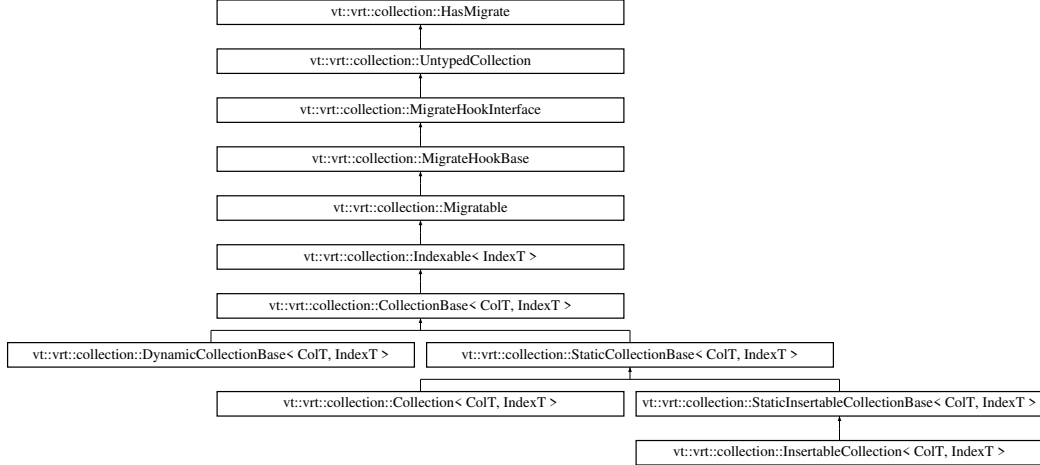 vt::vrt::collection::HasMigrate
vt::vrt::collection::UntypedCollection
vt::vrt::collection::MigrateHookInterface
vt::vrt::collection::MigrateHookBase
vt::vrt::collection::Migratable
vt::vrt::collection::Indexable< IndexT >
vt::vrt::collection::CollectionBase< ColT, IndexT >
vt::vrt::collection::DynamicCollectionBase< ColT, IndexT >
vt::vrt::collection::StaticCollectionBase< ColT, IndexT >
vt::vrt::collection::Collection< ColT, IndexT >
vt::vrt::collection::StaticInsertableCollectionBase< ColT, IndexT >
vt::vrt::collection::InsertableCollection< ColT, IndexT >